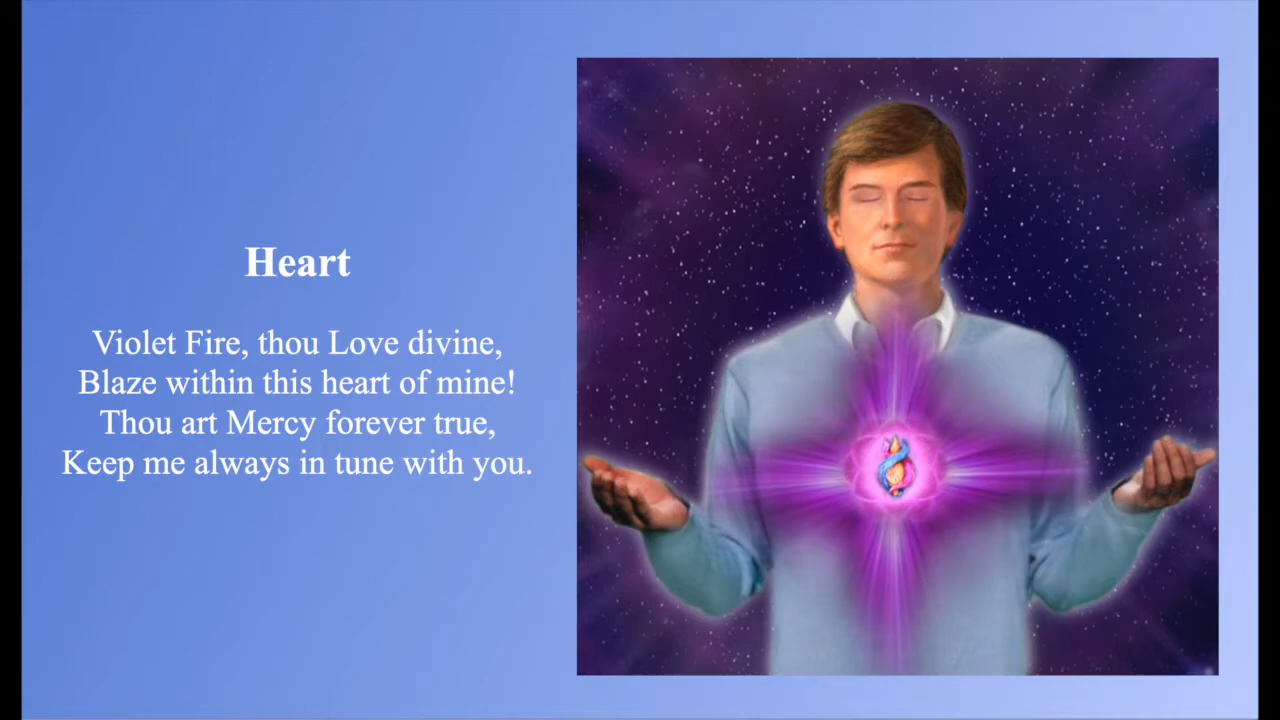 Heart
Violet Fire, thou Love divine,
Blaze within this heart of mine!
Thou art Mercy forever true,
Keep me always in tune with you.